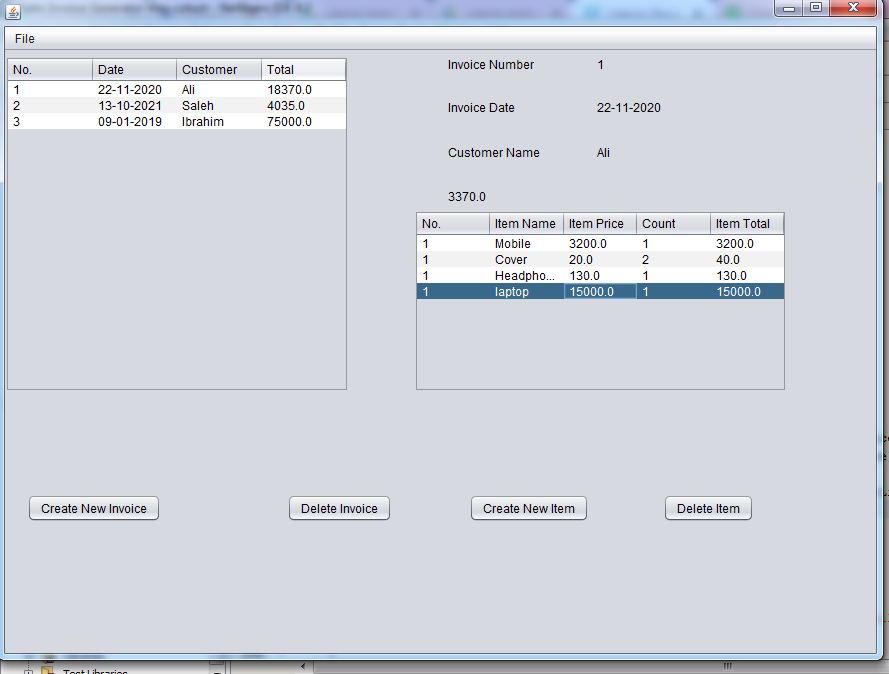 File
No. Date Customer Total
1 22-11-2020 Ali 18370.0
2 13-10-2021 Saleh 4035.0
3 09-01-2019 Ibrahim 75000.0
Invoice Number 1
Invoice Date 22-11-2020
Customer Name Ali
3370.0
No. Item Name Item Price Count Item Total
1 Mobile 3200.0 1 3200.0
1 Cover 20.0 2 40.0
1 Headpho... 130.0 1 130.0
1 laptop 15000.0 1 15000.0
Create New Invoice Delete Invoice Create New Item Delete Item
Test Libraries